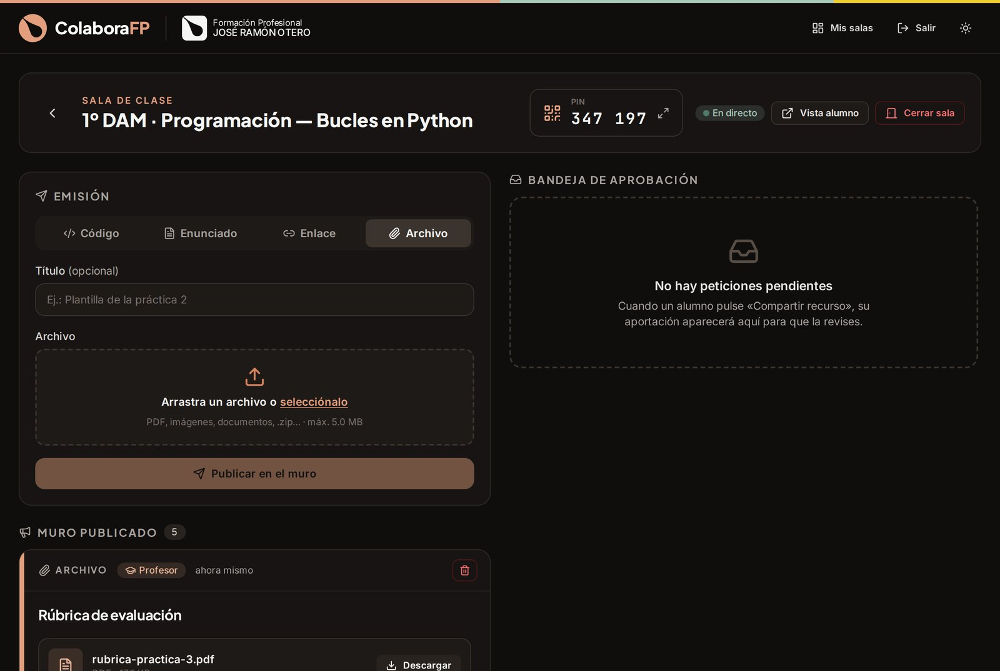 ColaboraFP
Formación Profesional
JOSÉ RAMÓN OTERO
Mis salas
Salir
SALA DE CLASE
1º DAM · Programación — Bucles en Python
PIN
347 197
En directo
Vista alumno
Cerrar sala
EMISIÓN
Código
Enunciado
Enlace
Archivo
Título (opcional)
Ej.: Plantilla de la práctica 2
Archivo
Arrastra un archivo o selecciónalo
PDF, imágenes, documentos, .zip... · máx. 5.0 MB
Publicar en el muro
BANDEJA DE APROBACIÓN
No hay peticiones pendientes
Cuando un alumno pulse «Compartir recurso», su
aportación aparecerá aquí para que la revises.
MURO PUBLICADO 5
ARCHIVO
Profesor
ahora mismo
Rúbrica de evaluación
rubrica-practica-3.pdf
Descargar